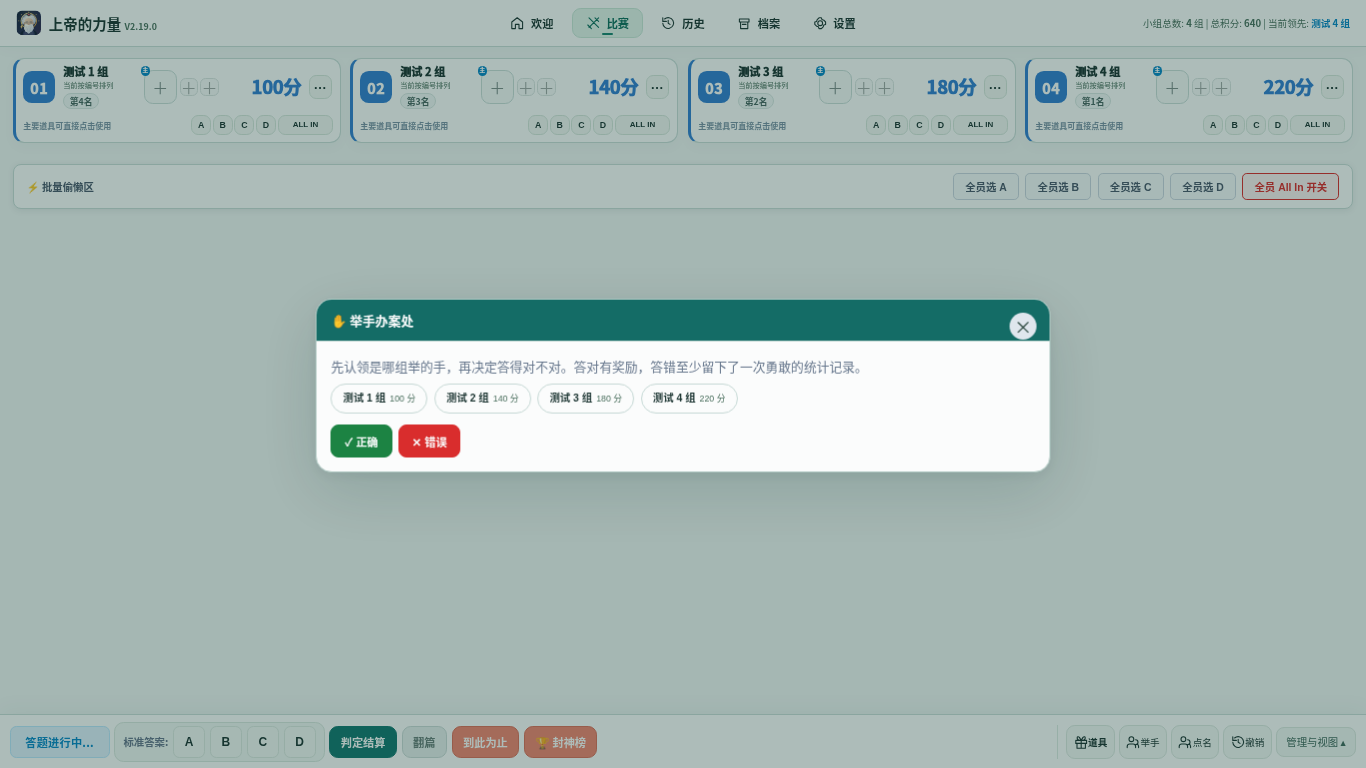 上帝的力量 V2.19.0
欢迎
比赛
历史
档案
设置
小组总数: 4 组 | 总积分: 640 | 当前领先: 测试 4 组
01
测试 1 组
当前按编号排列
第4名
主
100分
...
主要道具可直接点击使用
A B C D ALL IN
02
测试 2 组
当前按编号排列
第3名
主
140分
...
主要道具可直接点击使用
A B C D ALL IN
03
测试 3 组
当前按编号排列
第2名
主
180分
...
主要道具可直接点击使用
A B C D ALL IN
04
测试 4 组
当前按编号排列
第1名
主
220分
...
主要道具可直接点击使用
A B C D ALL IN
⚡ 批量偷懒区
全员选 A
全员选 B
全员选 C
全员选 D
全员 All In 开关
✋ 举手办案处
先认领是哪组举的手，再决定答得对不对。答对有奖励，答错至少留下了一次勇敢的统计记录。
测试 1 组 100 分
测试 2 组 140 分
测试 3 组 180 分
测试 4 组 220 分
✓ 正确
✕ 错误
答题进行中...
标准答案: A B C D
判定结算
翻篇
到此为止
🏆 封神榜
道具
举手
点名
撤销
管理与视图 ▴